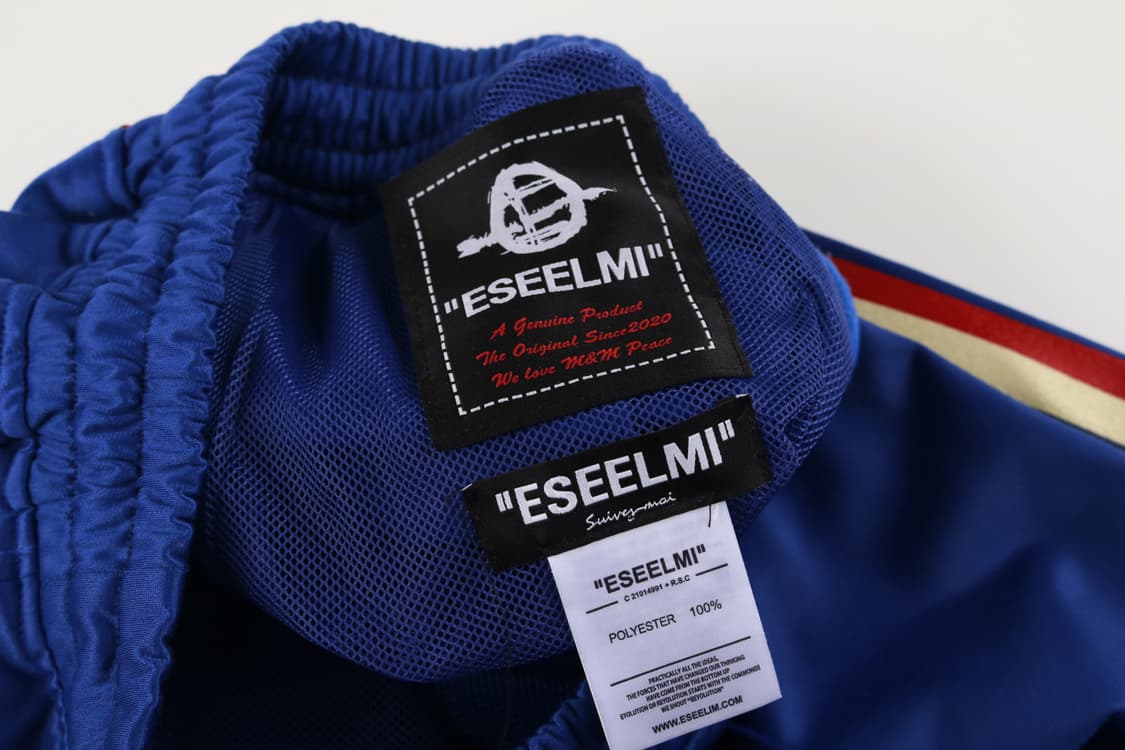 "ESEELMI"
A Genuine Product
The Original Since2020
We love M&M Peace
"ESEELMI"
Suivez-moi
"ESEELMI"
C 21014991 + R.S.C
POLYESTER 100%
PRACTICALLY ALL THE IDEAS,
THE FORCES THAT HAVE CHANGED OUR THINKING
HAVE COME FROM THE BOTTOM UP
EVOLUTION OR REVOLUTION STARTS WITH THE COMMONER
WE SHOUT "REVOLUTION"
WWW.ESEELIM.COM